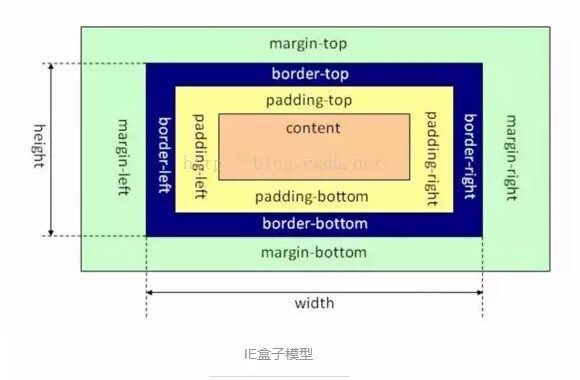 margin-top
border-top
padding-top
content
height
margin-left
border-left
padding-left
padding-right
border-right
margin-right
http://blog.csdn.net
padding-bottom
border-bottom
margin-bottom
width
IE盒子模型